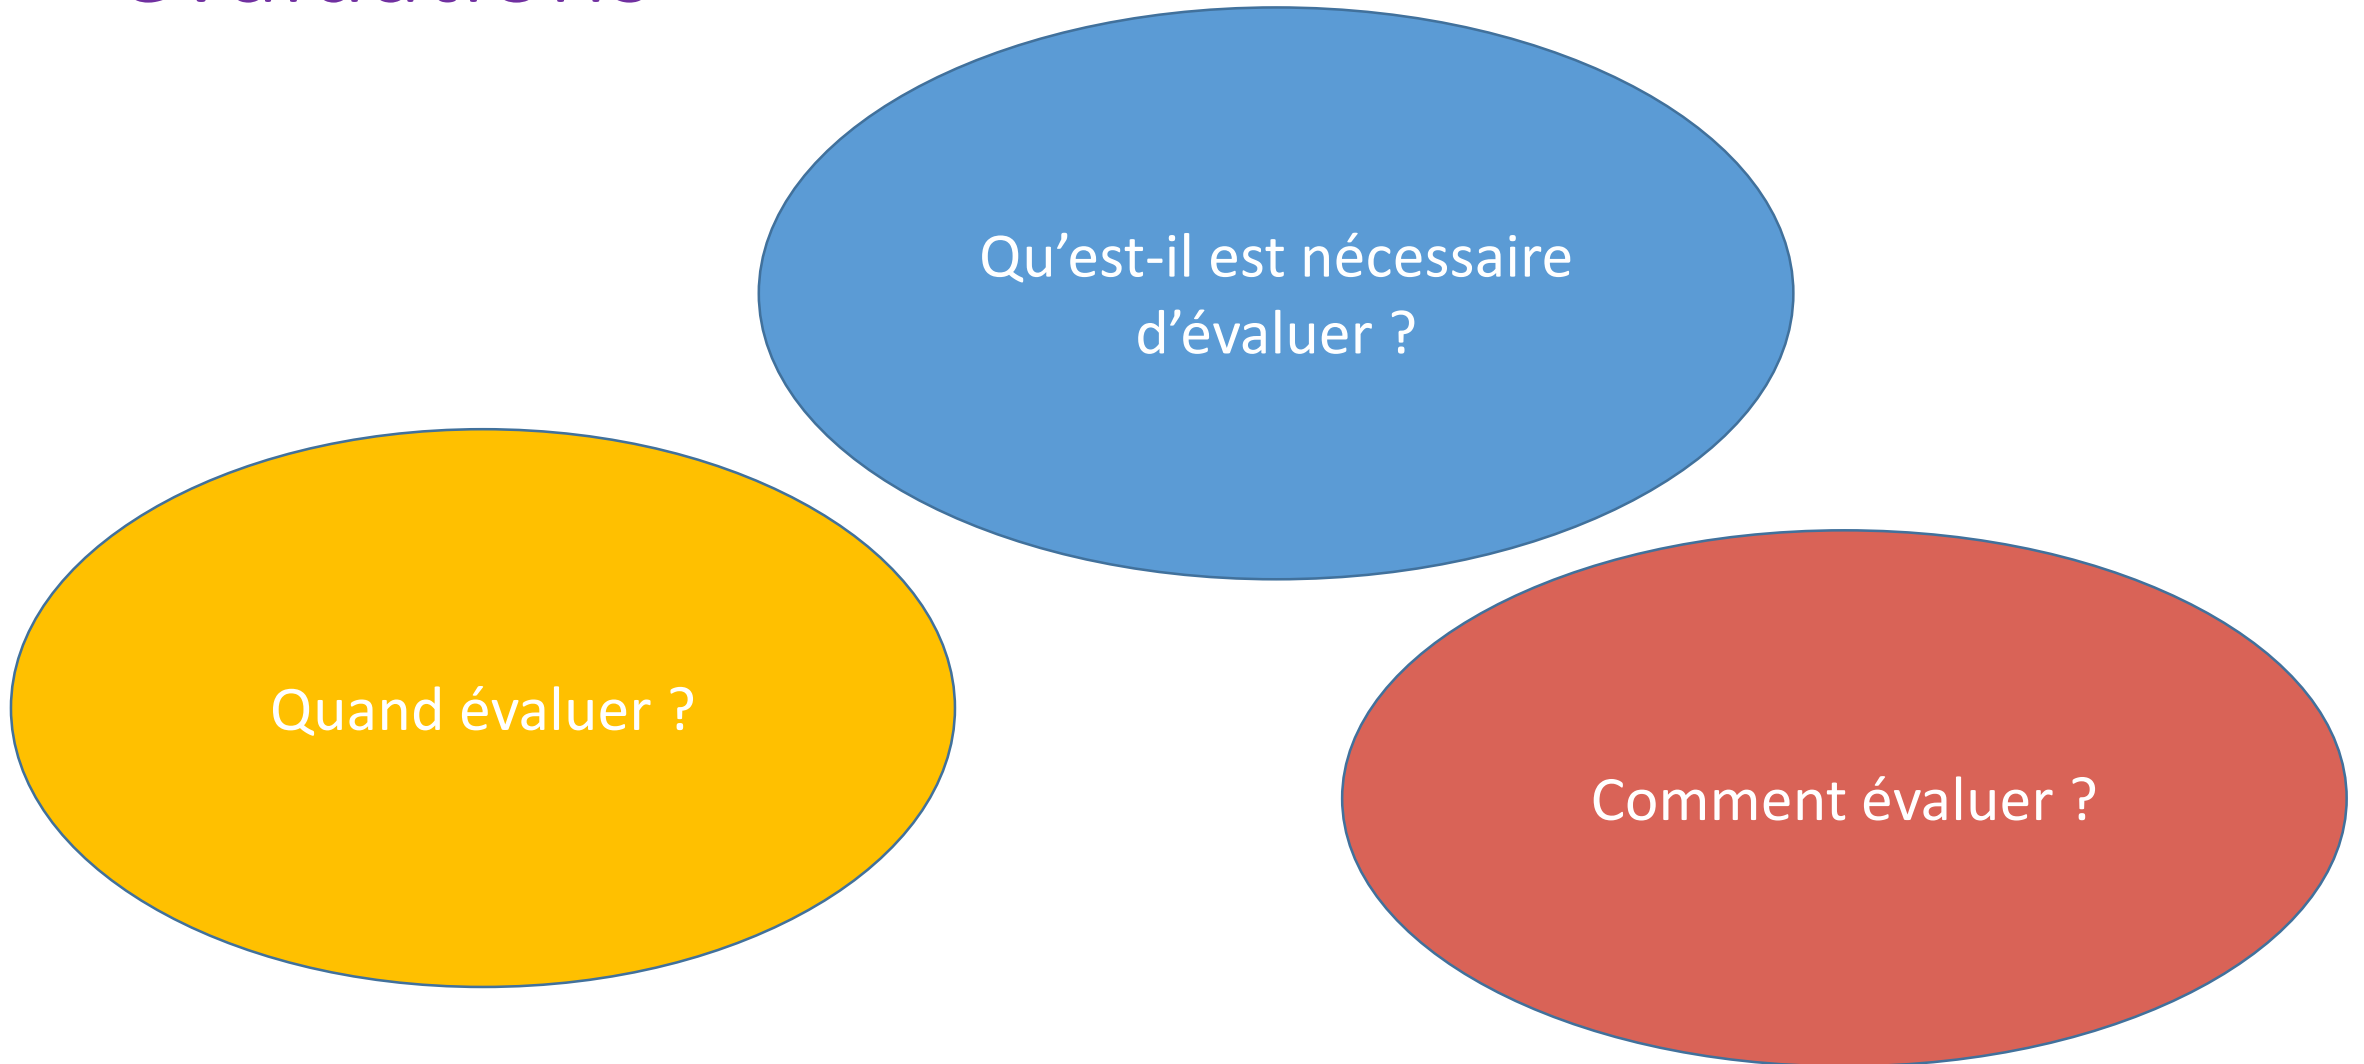 Qu’est-il est nécessaire
d’évaluer ?
Quand évaluer ?
Comment évaluer ?